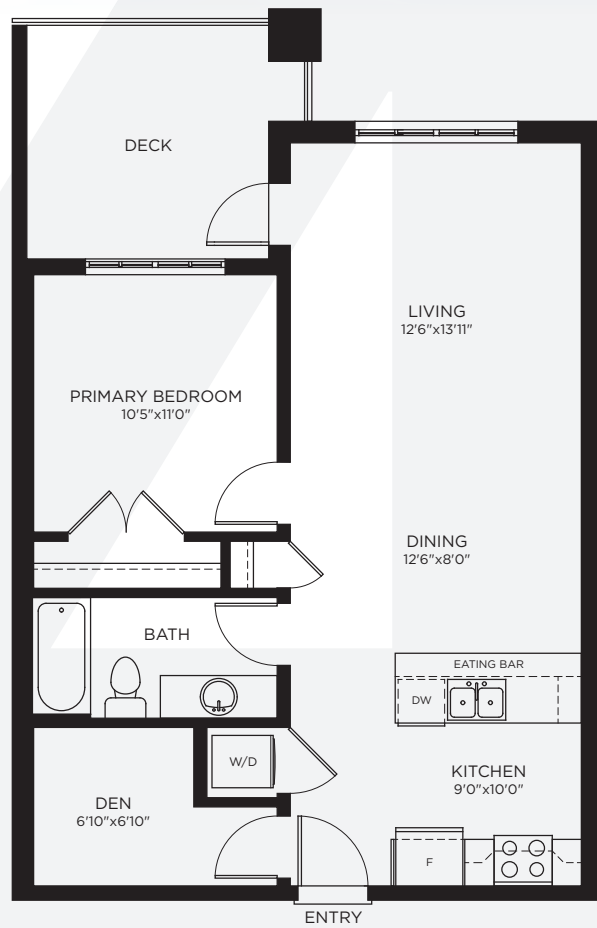 DECK
LIVING
12'6"x13'11"
PRIMARY BEDROOM
10'5"x11'0"
DINING
12'6"x8'0"
BATH
EATING BAR
DW
W/D
KITCHEN
9'0"x10'0"
DEN
6'10"x6'10"
F
ENTRY